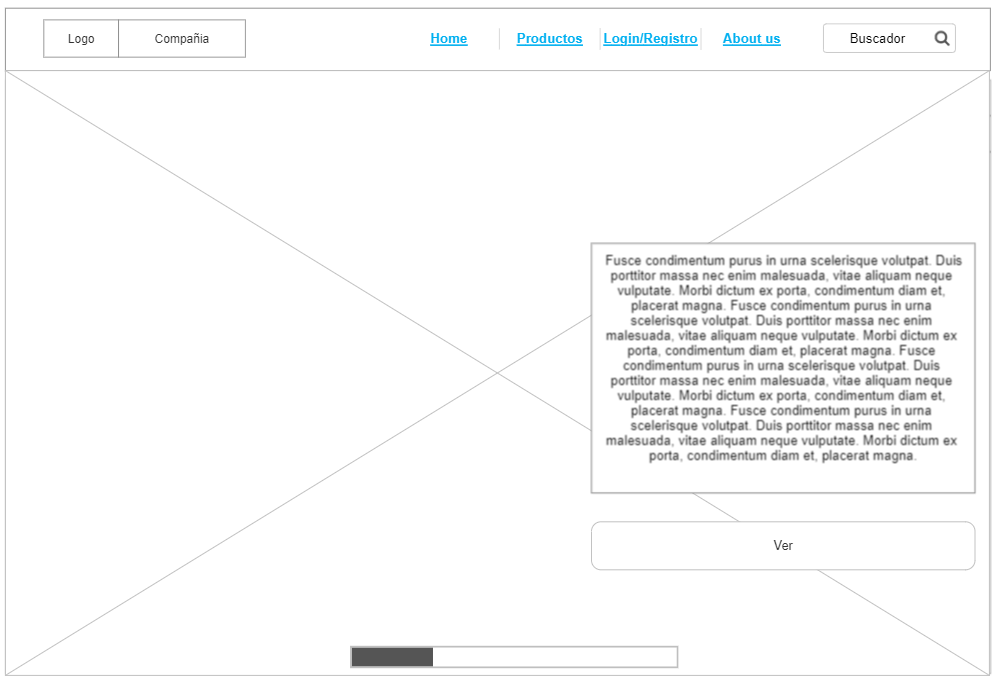 Logo
Compañia
Home
Productos
Login/Registro
About us
Buscador
Fusce condimentum purus in urna scelerisque volutpat. Duis
porttitor massa nec enim malesuada, vitae aliquam neque
vulputate. Morbi dictum ex porta, condimentum diam et,
placerat magna. Fusce condimentum purus in urna
scelerisque volutpat. Duis porttitor massa nec enim
malesuada, vitae aliquam neque vulputate. Morbi dictum ex
porta, condimentum diam et, placerat magna. Fusce
condimentum purus in urna scelerisque volutpat. Duis
porttitor massa nec enim malesuada, vitae aliquam neque
vulputate. Morbi dictum ex porta, condimentum diam et,
placerat magna. Fusce condimentum purus in urna
scelerisque volutpat. Duis porttitor massa nec enim
malesuada, vitae aliquam neque vulputate. Morbi dictum ex
porta, condimentum diam et, placerat magna.
Ver